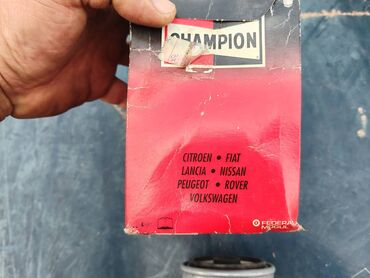 CHAMPION
CITROEN • FIAT
LANCIA • NISSAN
PEUGEOT • ROVER
VOLKSWAGEN
FEDERAL
MOGUL